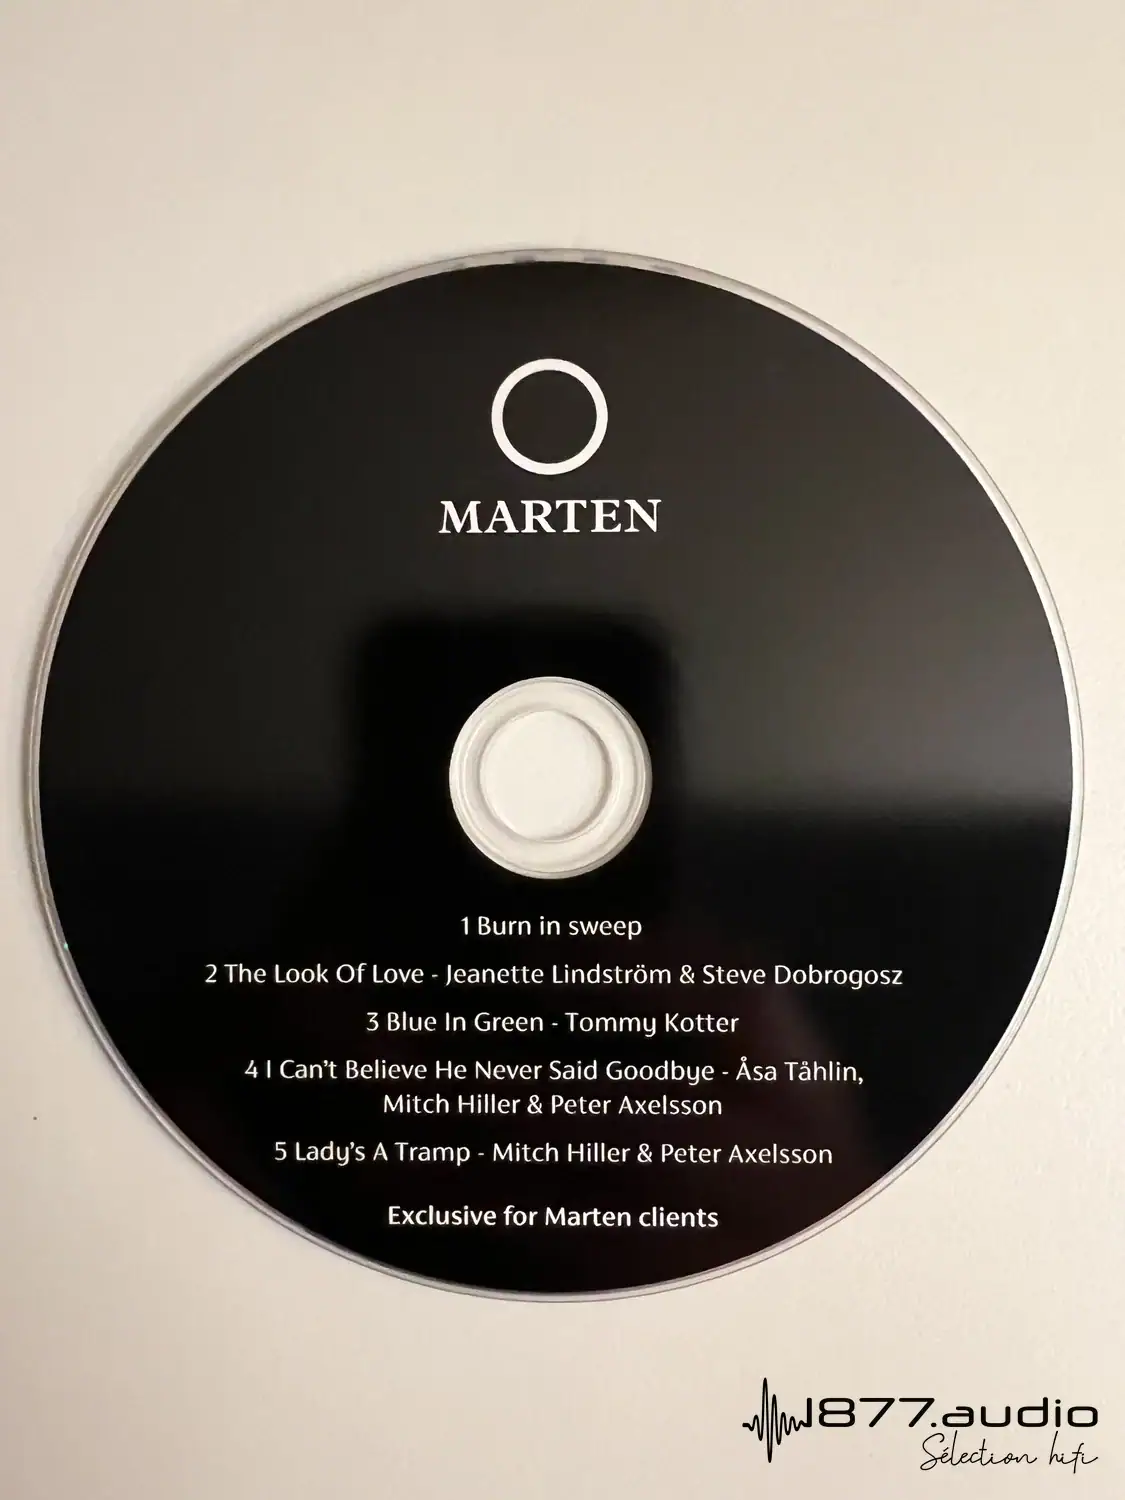 MARTEN
1 Burn in sweep
2 The Look Of Love - Jeanette Lindström & Steve Dobrogosz
3 Blue In Green - Tommy Kotter
4 I Can’t Believe He Never Said Goodbye - Åsa Tåhlin,
Mitch Hiller & Peter Axelsson
5 Lady’s A Tramp - Mitch Hiller & Peter Axelsson
Exclusive for Marten clients
1877.audio
Sélection hifi